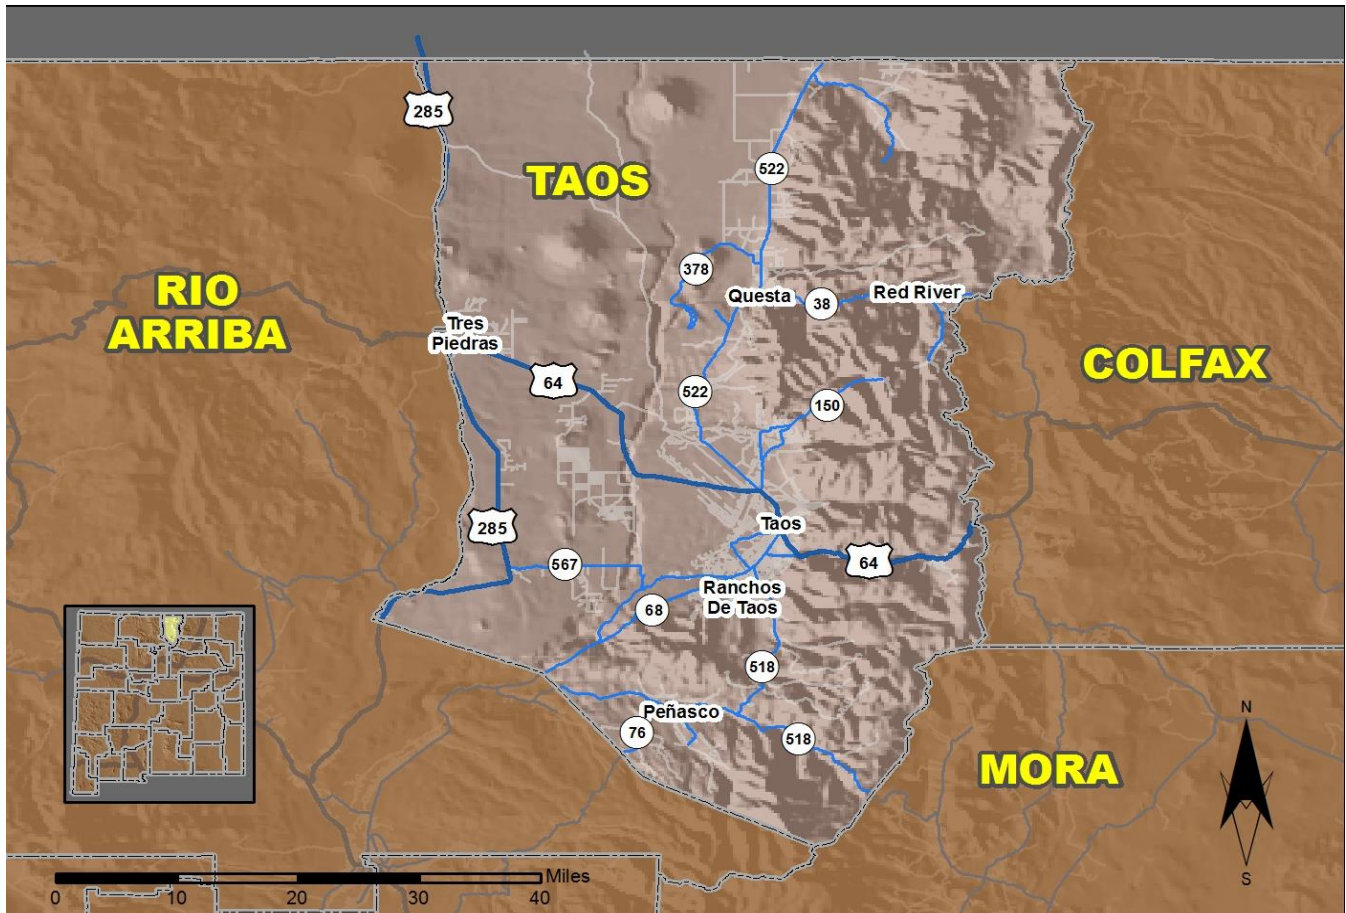 285
522
TAOS
378
RIO
ARRIBA
Questa
38
Red River
Tres
Piedras
COLFAX
64
522
150
285
Taos
567
64
Ranchos
De Taos
68
518
Peñasco
76
518
MORA
N
S
Miles
0
10
20
30
40